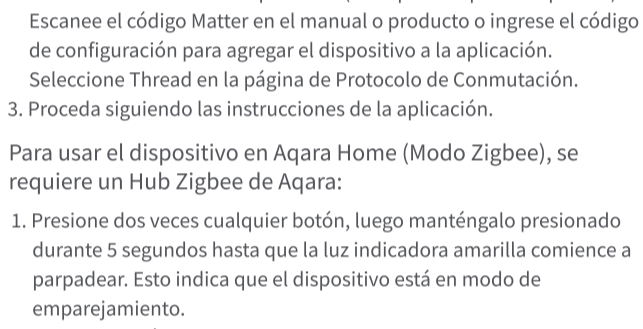 Escanee el código Matter en el manual o producto o ingrese el código
de configuración para agregar el dispositivo a la aplicación.
Seleccione Thread en la página de Protocolo de Conmutación.
3. Proceda siguiendo las instrucciones de la aplicación.
Para usar el dispositivo en Aqara Home (Modo Zigbee), se
requiere un Hub Zigbee de Aqara:
1. Presione dos veces cualquier botón, luego manténgalo presionado
durante 5 segundos hasta que la luz indicadora amarilla comience a
parpadear. Esto indica que el dispositivo está en modo de
emparejamiento.